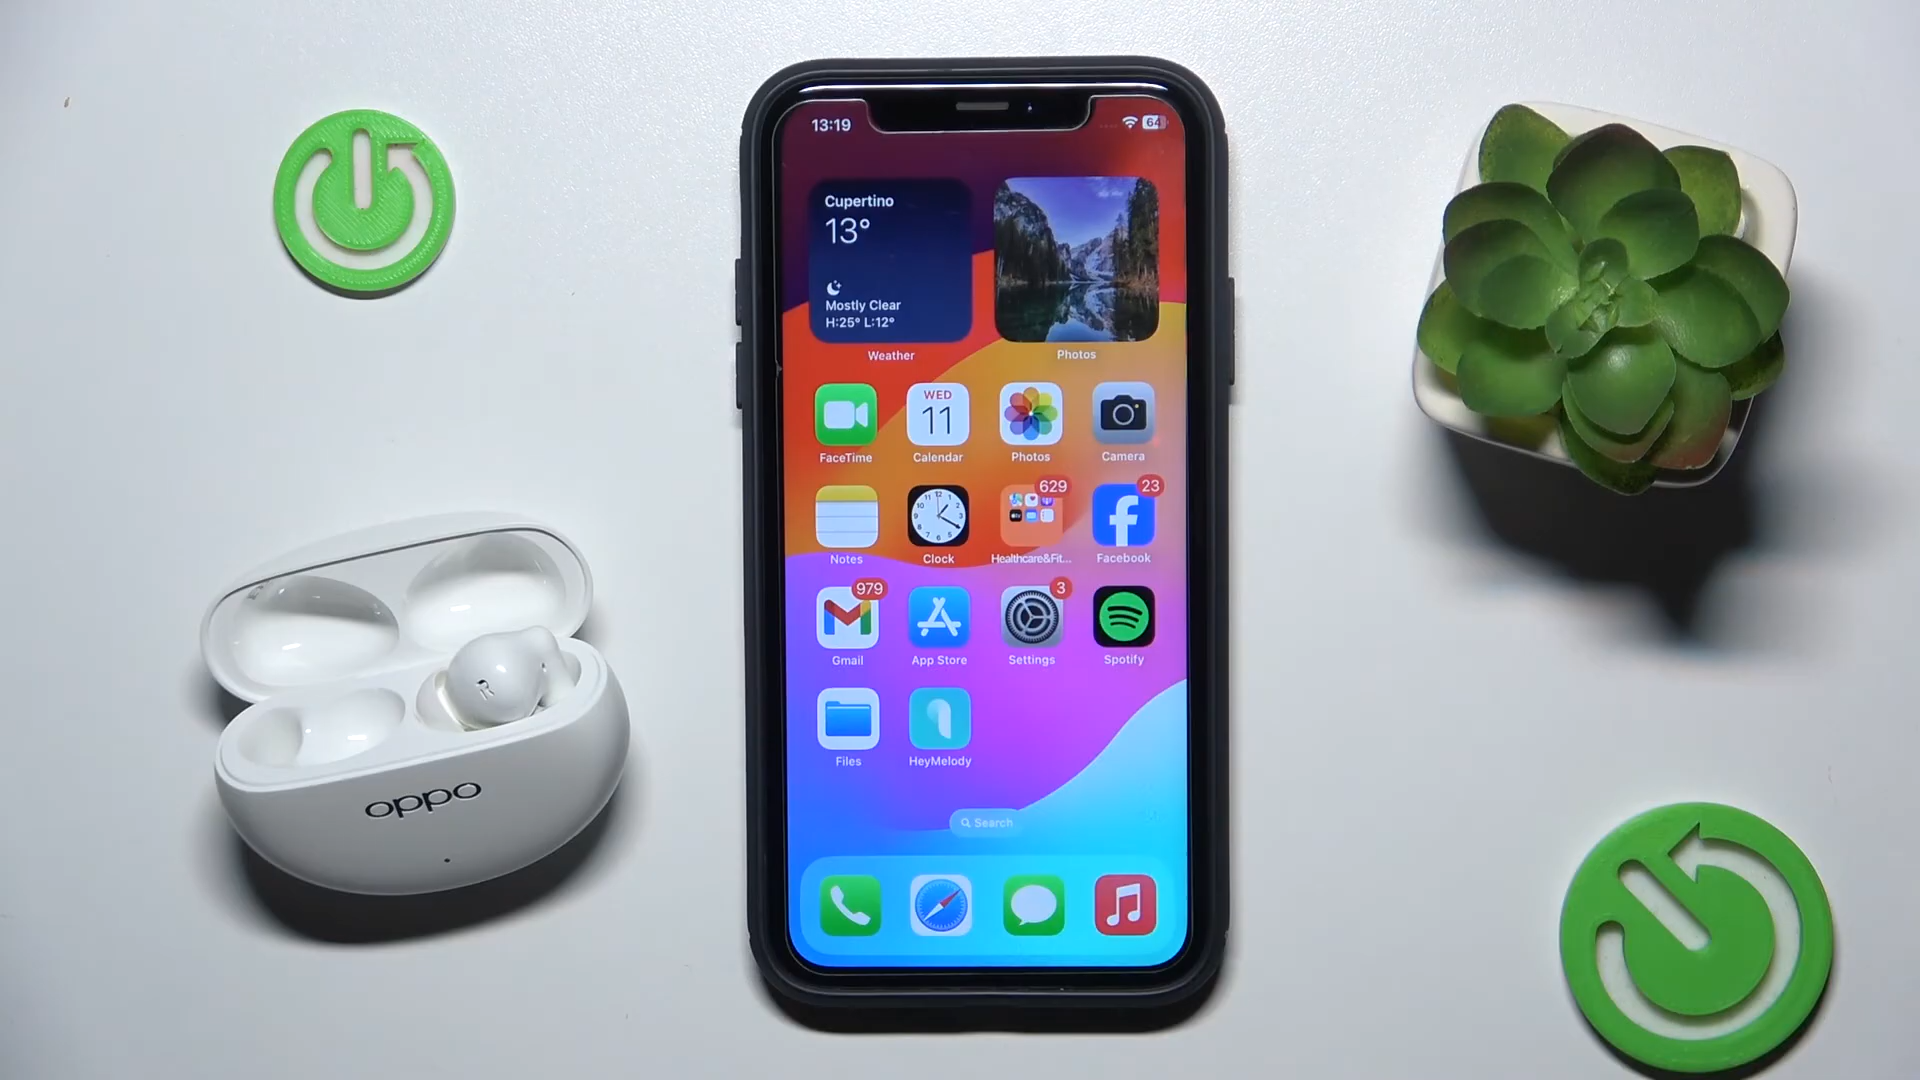 13:19
64
Cupertino
13°
Mostly Clear
H:25° L:12°
Weather
Photos
WED
11
FaceTime
Calendar
Photos
Camera
629
23
Notes
Clock
Healthcare&Fit...
Facebook
979
3
Gmail
App Store
Settings
Spotify
Files
HeyMelody
Search
R
oppo